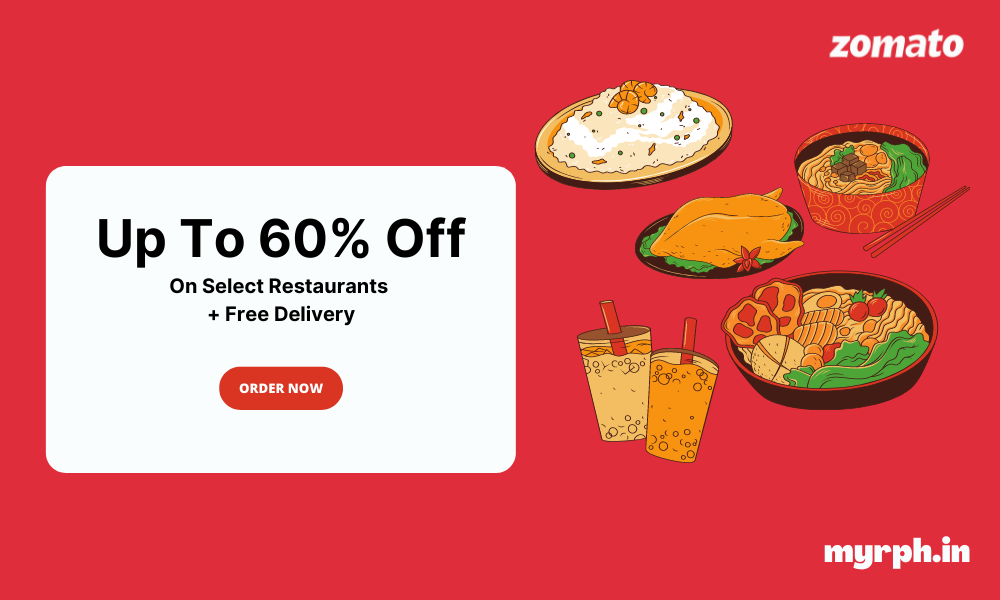 zomato
Up To 60% Off
On Select Restaurants
+ Free Delivery
ORDER NOW
myrph.in